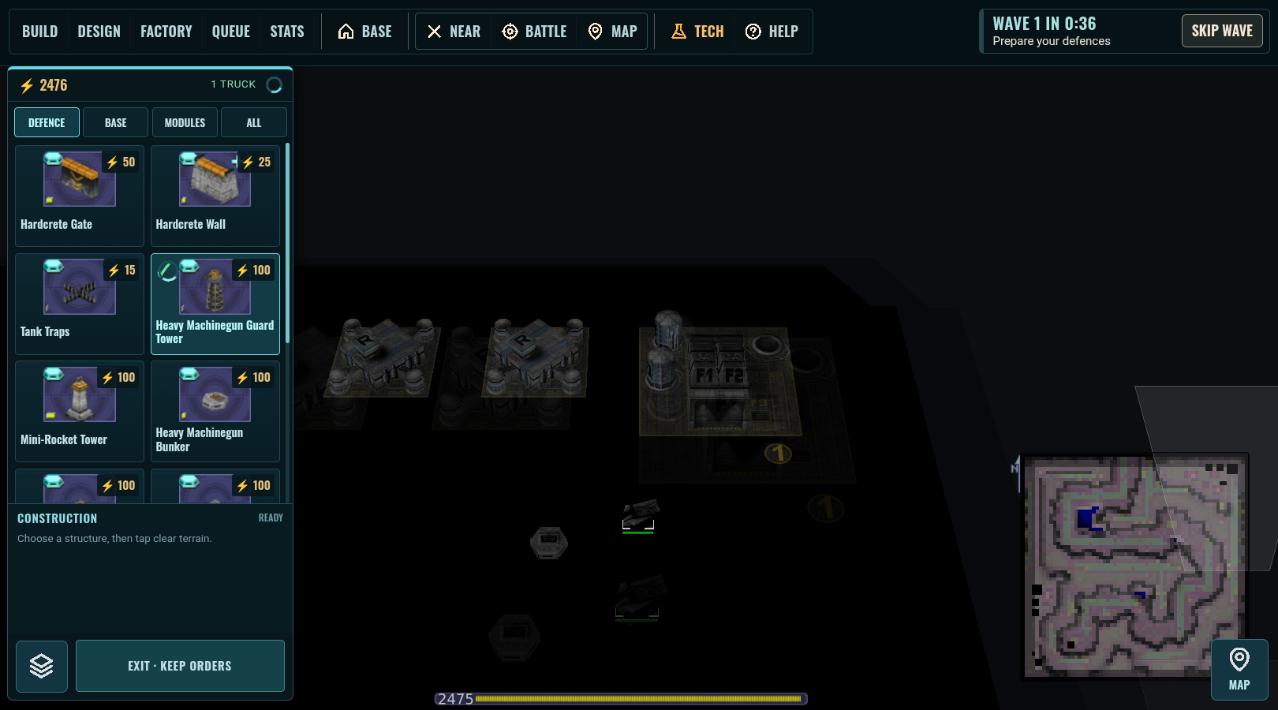 BUILD DESIGN FACTORY QUEUE STATS BASE NEAR BATTLE MAP TECH HELP
WAVE 1 IN 0:36
Prepare your defences
SKIP WAVE
2476 1 TRUCK
DEFENCE BASE MODULES ALL
50 25
Hardcrete Gate Hardcrete Wall
15 100
Tank Traps Heavy Machinegun Guard
Tower
100 100
Mini-Rocket Tower Heavy Machinegun
Bunker
100 100
CONSTRUCTION READY
Choose a structure, then tap clear terrain.
EXIT · KEEP ORDERS
R R F1 F2
1
1
N
2475
MAP